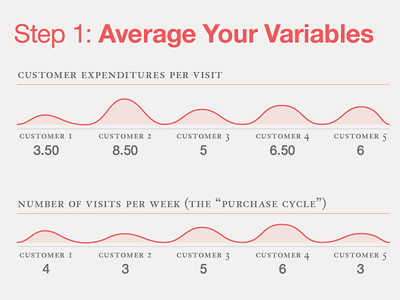 Step 1: Average Your Variables
CUSTOMER EXPENDITURES PER VISIT
CUSTOMER 1 CUSTOMER 2 CUSTOMER 3 CUSTOMER 4 CUSTOMER 5
3.50 8.50 5 6.50 6
NUMBER OF VISITS PER WEEK (THE “PURCHASE CYCLE”)
CUSTOMER 1 CUSTOMER 2 CUSTOMER 3 CUSTOMER 4 CUSTOMER 5
4 3 5 6 3